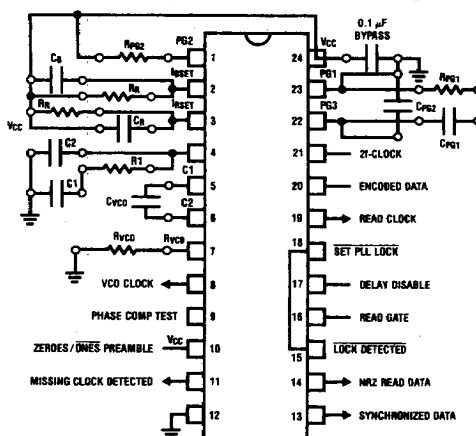 0.1 μF
BYPASS
VCC
RPG2
PG2
1
24
CB
IBSET
PG1
RPG1
2
23
RR
IRSET
PG3
CPG2
RR
3
22
CPG1
VCC
CR
C2
4
21
2f-CLOCK
R1
C1
C1
5
20
ENCODED DATA
CVCO
C2
6
19
READ CLOCK
RVCO
RVCO
7
18
SET PLL LOCK
VCO CLOCK
8
17
DELAY DISABLE
PHASE COMP TEST
9
16
READ GATE
ZEROES/ONES PREAMBLE
VCC
10
15
LOCK DETECTED
MISSING CLOCK DETECTED
11
14
NRZ READ DATA
12
13
SYNCHRONIZED DATA